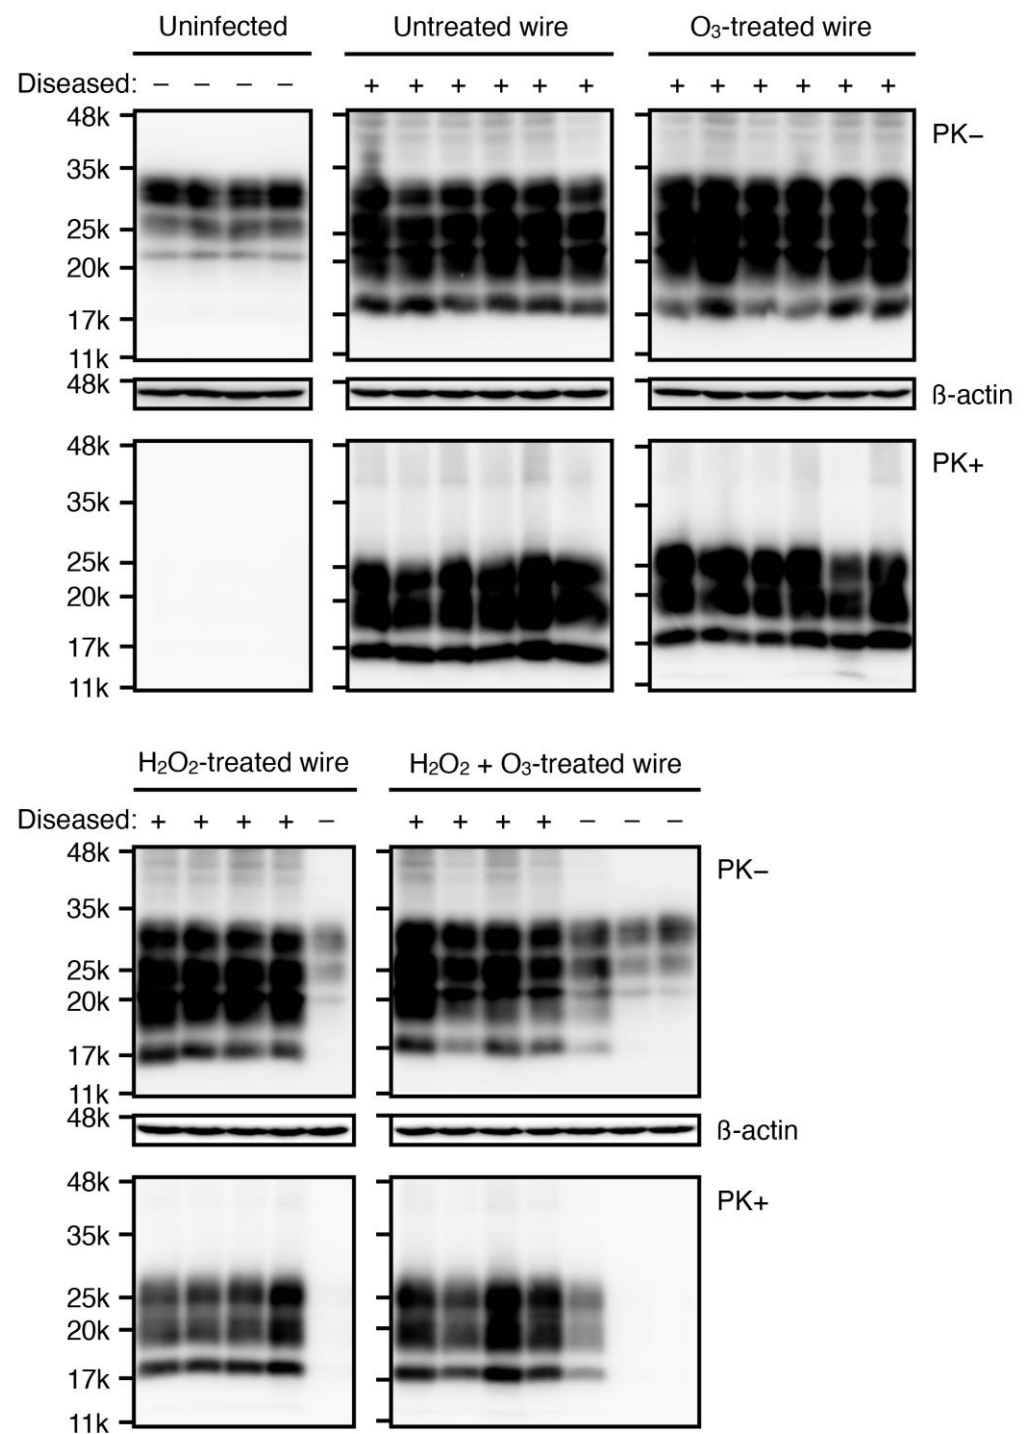 Uninfected Untreated wire O₃-treated wire
Diseased: − − − − + + + + + + + + + + + +
48k PK−
35k
25k
20k
17k
11k
48k ß-actin
48k PK+
35k
25k
20k
17k
11k
H₂O₂-treated wire H₂O₂ + O₃-treated wire
Diseased: + + + + − + + + + − − −
48k PK−
35k
25k
20k
17k
11k
48k ß-actin
48k PK+
35k
25k
20k
17k
11k